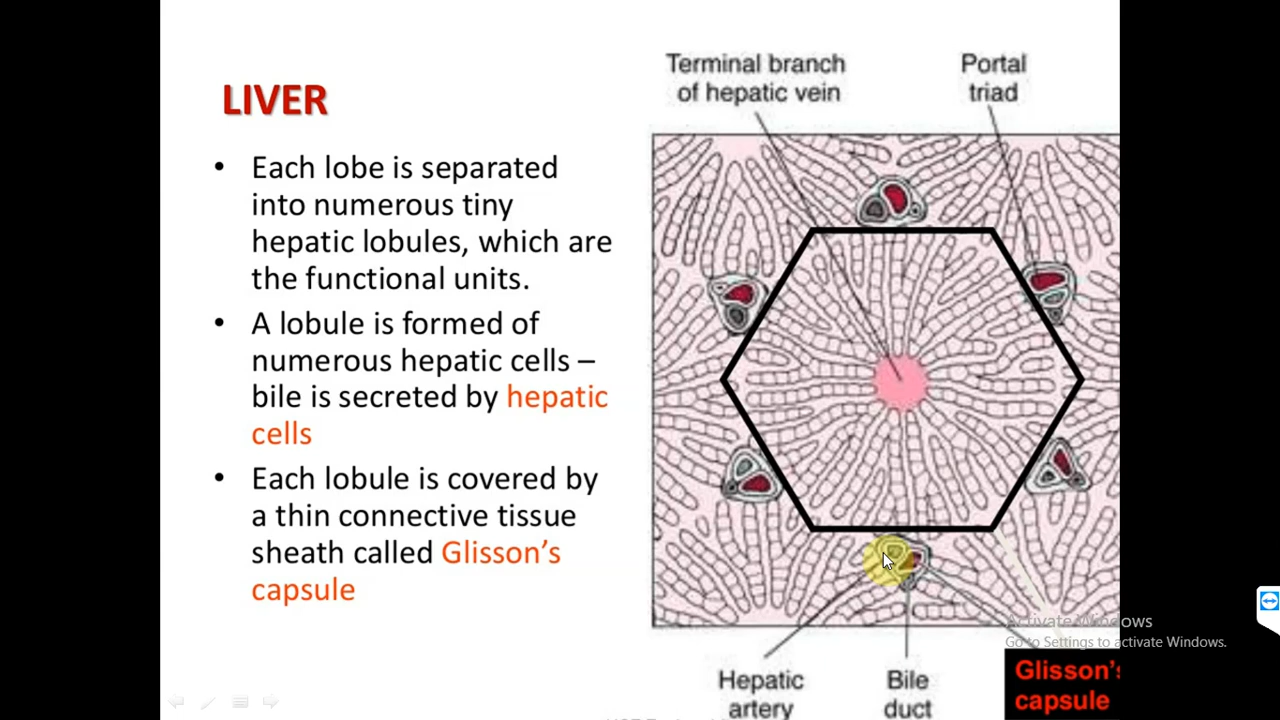 LIVER
• Each lobe is separated
into numerous tiny
hepatic lobules, which are
the functional units.
• A lobule is formed of
numerous hepatic cells –
bile is secreted by hepatic
cells
• Each lobule is covered by
a thin connective tissue
sheath called Glisson’s
capsule
Terminal branch
of hepatic vein
Portal
triad
Hepatic
artery
Bile
duct
Activate Windows
Go to Settings to activate Windows.
Glisson’s
capsule